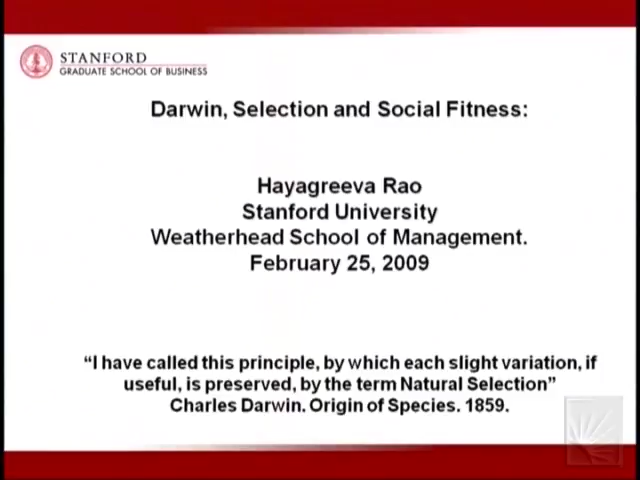 STANFORD
GRADUATE SCHOOL OF BUSINESS
Darwin, Selection and Social Fitness:
Hayagreeva Rao
Stanford University
Weatherhead School of Management.
February 25, 2009
“I have called this principle, by which each slight variation, if
useful, is preserved, by the term Natural Selection”
Charles Darwin. Origin of Species. 1859.